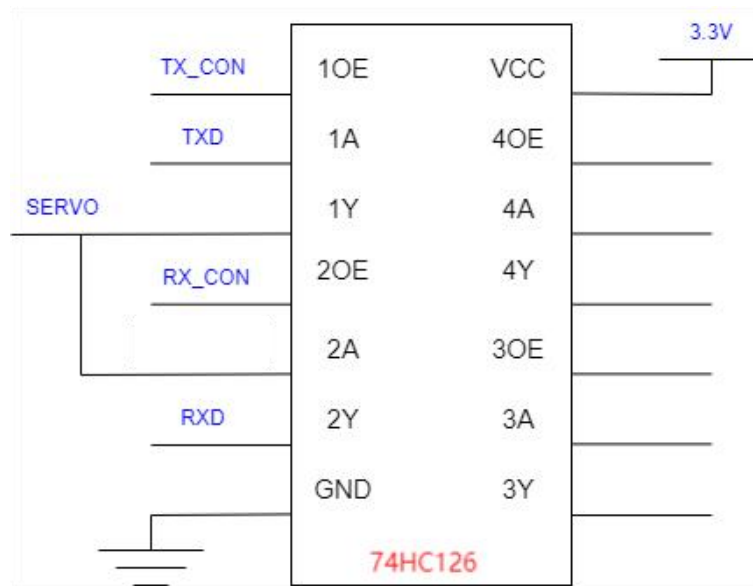 3.3V
TX_CON 1OE VCC
TXD 1A 4OE
SERVO 1Y 4A
RX_CON 2OE 4Y
2A 3OE
RXD 2Y 3A
GND 3Y
74HC126